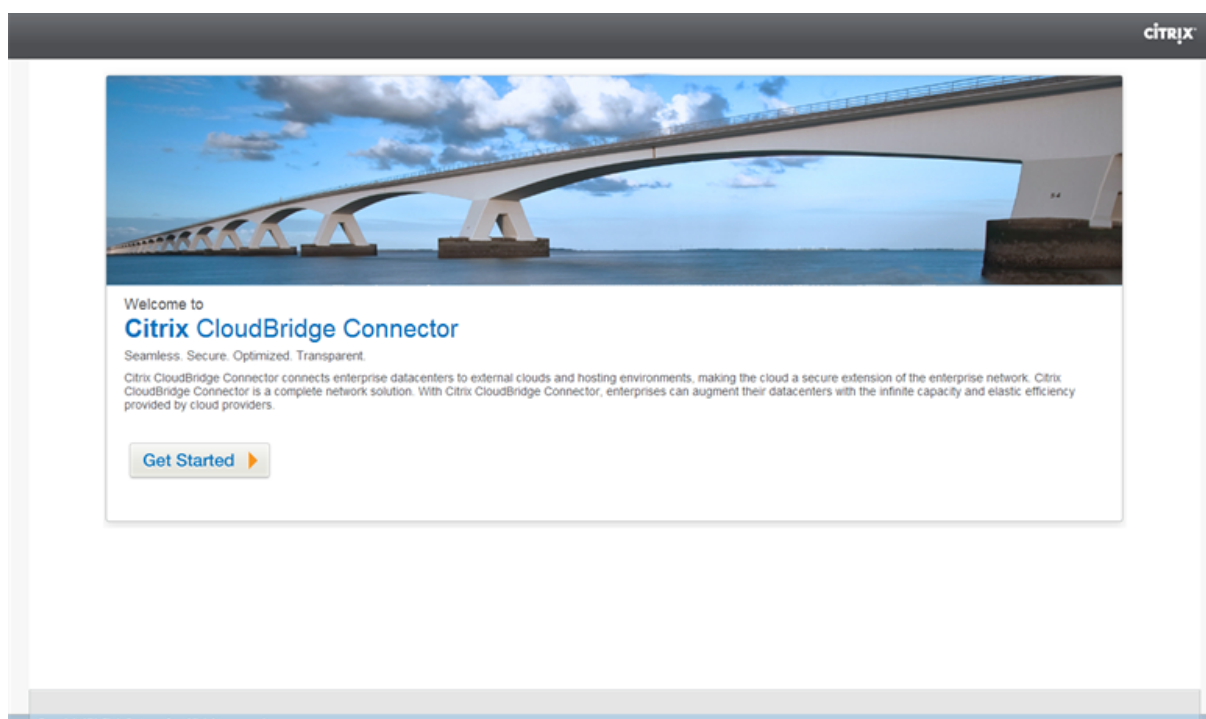 CİTRỊX
Welcome to
Citrix CloudBridge Connector
Seamless. Secure. Optimized. Transparent.
Citrix CloudBridge Connector connects enterprise datacenters to external clouds and hosting environments, making the cloud a secure extension of the enterprise network. Citrix
CloudBridge Connector is a complete network solution. With Citrix CloudBridge Connector, enterprises can augment their datacenters with the infinite capacity and elastic efficiency
provided by cloud providers.
Get Started